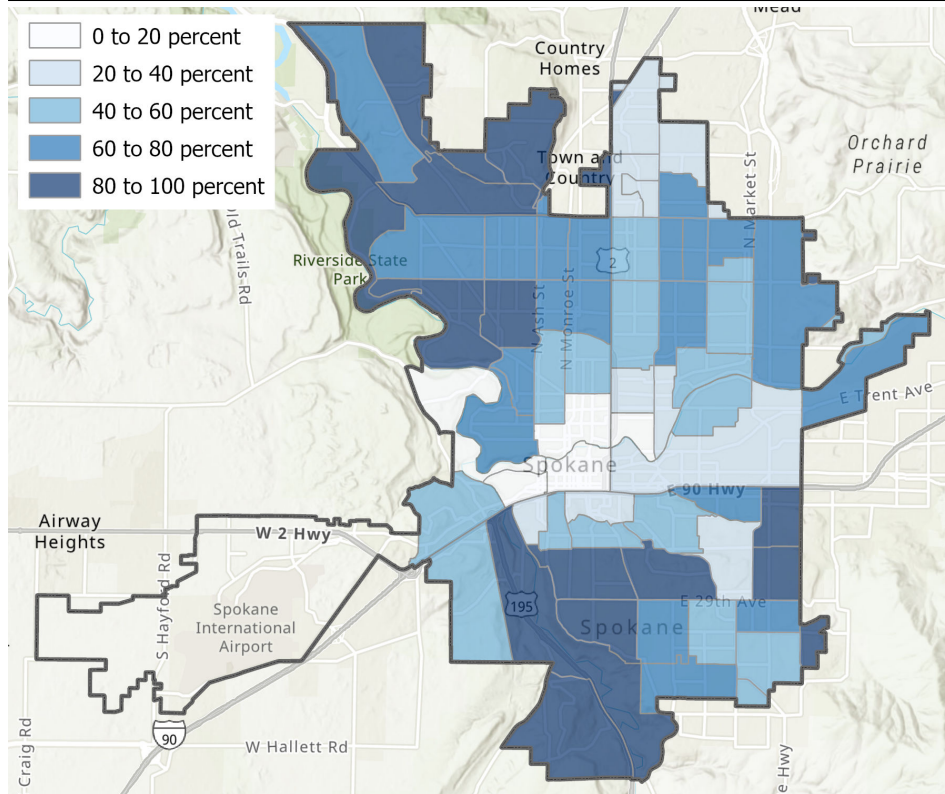 0 to 20 percent
20 to 40 percent
40 to 60 percent
60 to 80 percent
80 to 100 percent
Mead
Country
Homes
Orchard
Prairie
Town and
Country
N Market St
Old Trails Rd
Riverside State
Park
2
N Ash St
N Monroe St
E Trent Ave
Spokane
E 90 Hwy
Airway
Heights
W 2 Hwy
S Hayford Rd
Spokane
International
Airport
195
E 29th Ave
Spokane
90
W Hallett Rd
Craig Rd
e Hwy